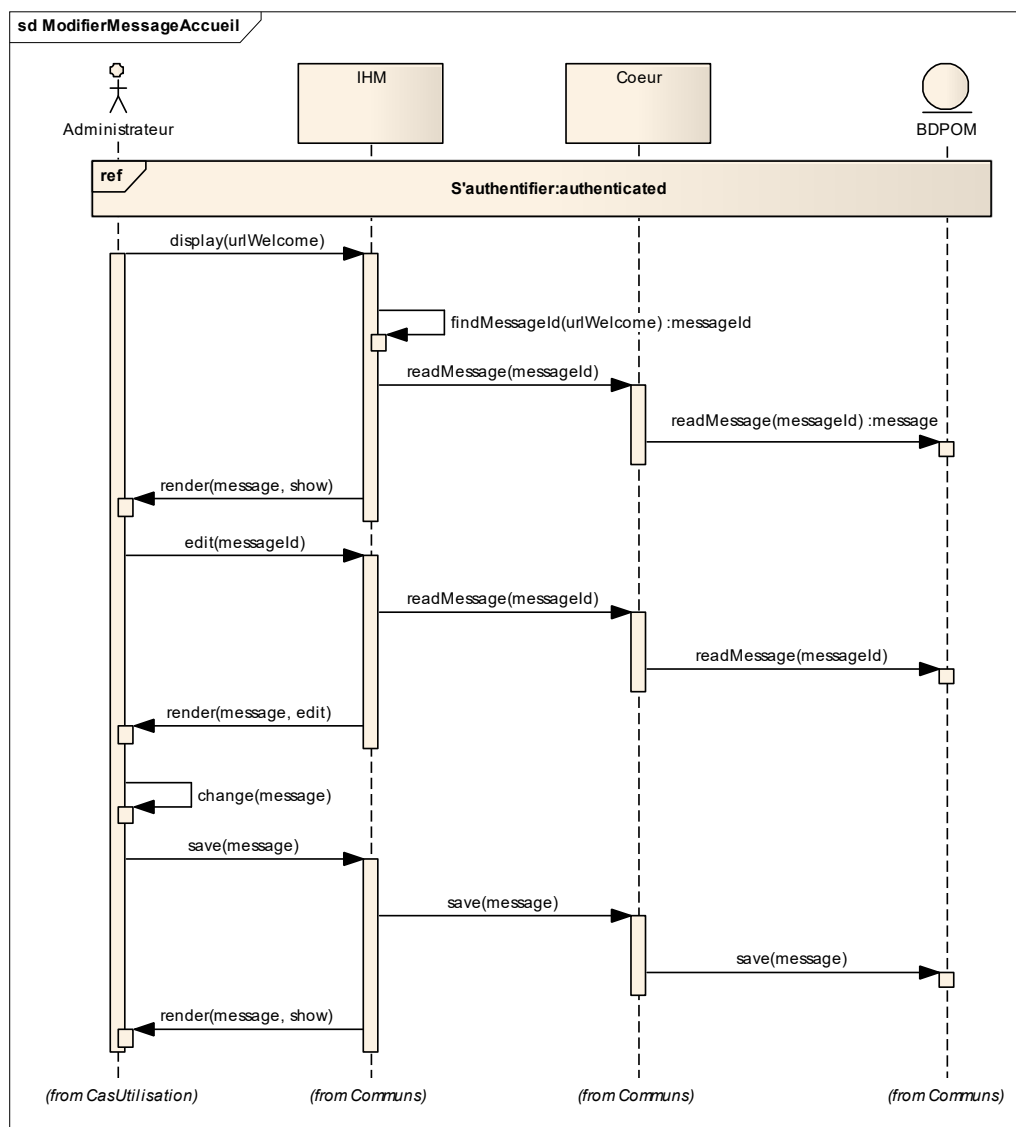 sd ModifierMessageAccueil
Administrateur
IHM
Coeur
BDPOM
ref
S'authentifier:authenticated
display(urlWelcome)
findMessageId(urlWelcome) :messageId
readMessage(messageId)
readMessage(messageId) :message
render(message, show)
edit(messageId)
readMessage(messageId)
readMessage(messageId)
render(message, edit)
change(message)
save(message)
save(message)
save(message)
render(message, show)
(from CasUtilisation)
(from Communs)
(from Communs)
(from Communs)